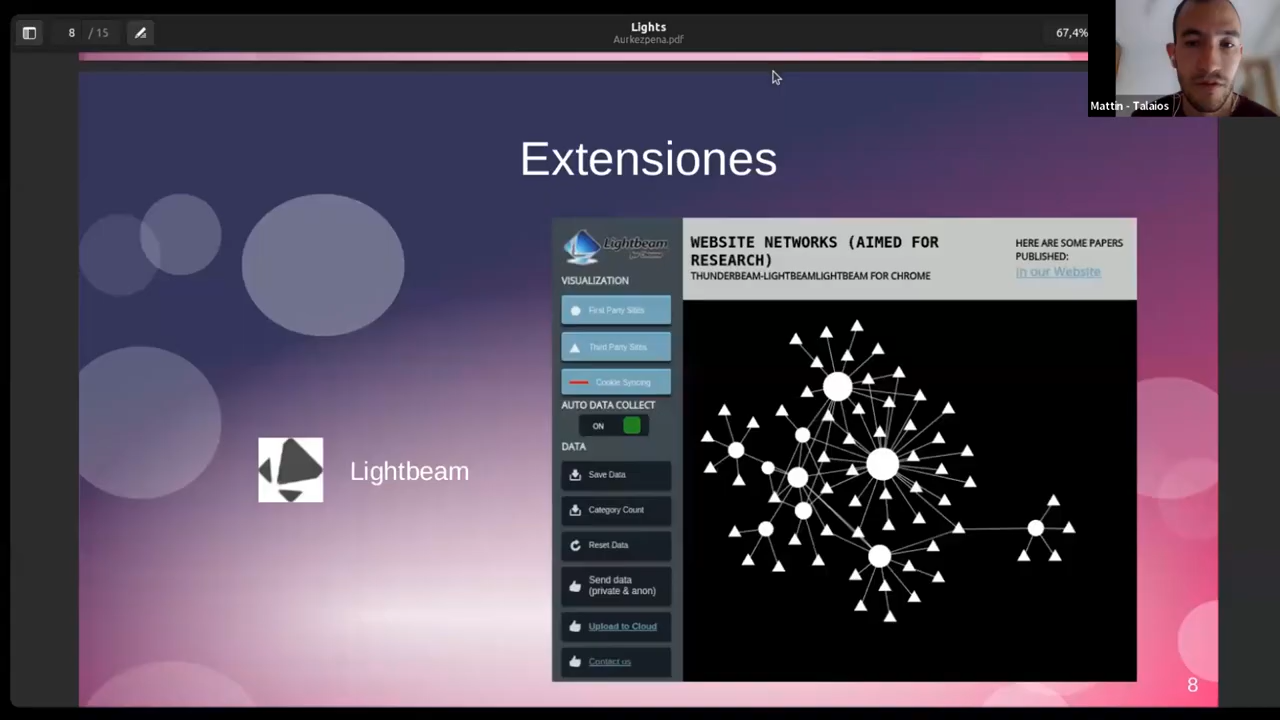 8 / 15
Lights
Aurkezpena.pdf
67,4%
Mattin - Talaios
Extensiones
Lightbeam
Lightbeam
VISUALIZATION
First Party Sites
Third Party Sites
Cookie Syncing
AUTO DATA COLLECT
ON
DATA
Save Data
Category Count
Reset Data
Send data
(private & anon)
Upload to Cloud
Contact us
WEBSITE NETWORKS (AIMED FOR
RESEARCH)
THUNDERBEAM-LIGHTBEAMLIGHTBEAM FOR CHROME
HERE ARE SOME PAPERS
PUBLISHED:
in our Website
8